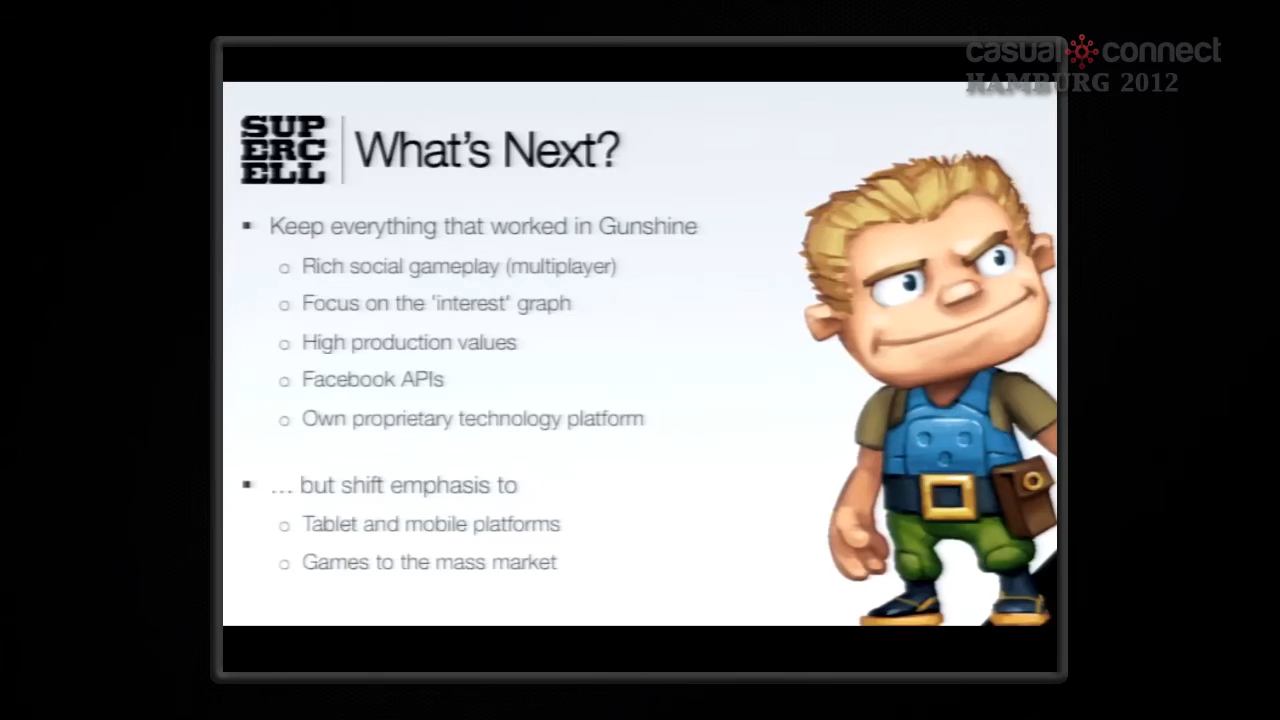 casual connect
HAMBURG 2012
SUP
ERC
ELL
What's Next?
▪ Keep everything that worked in Gunshine
o Rich social gameplay (multiplayer)
o Focus on the 'interest' graph
o High production values
o Facebook APIs
o Own proprietary technology platform
▪ … but shift emphasis to
o Tablet and mobile platforms
o Games to the mass market